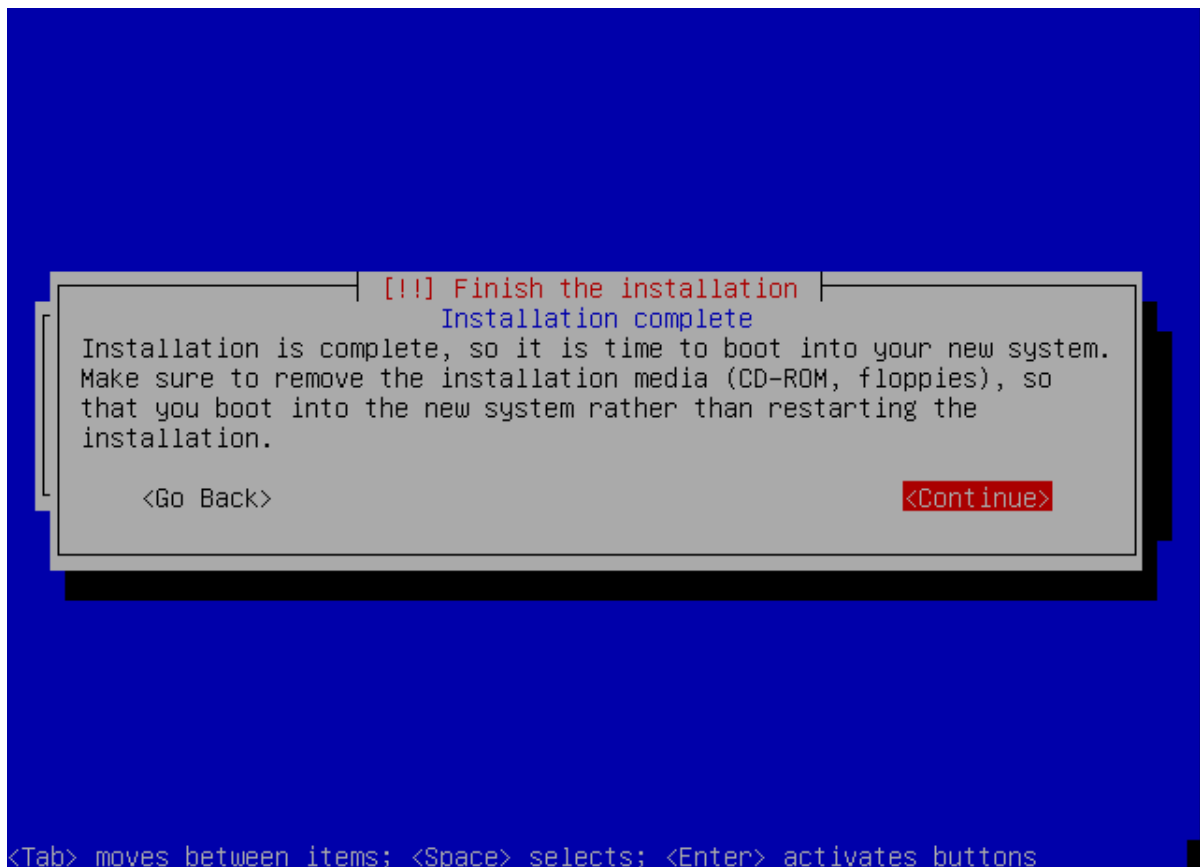 [!!] Finish the installation
Installation complete
Installation is complete, so it is time to boot into your new system.
Make sure to remove the installation media (CD-ROM, floppies), so
that you boot into the new system rather than restarting the
installation.
<Go Back> <Continue>
<Tab> moves between items; <Space> selects; <Enter> activates buttons